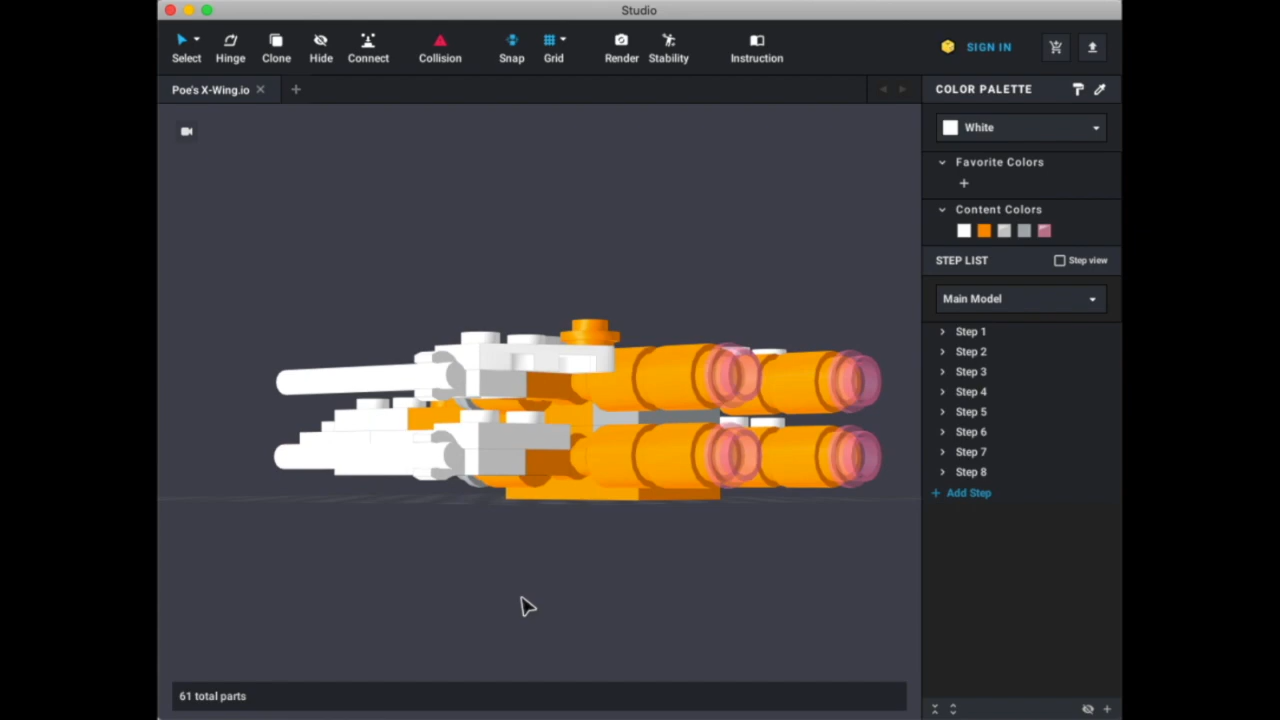 Studio
Select Hinge Clone Hide Connect Collision Snap Grid Render Stability Instruction SIGN IN
Poe's X-Wing.io
COLOR PALETTE
White
Favorite Colors
Content Colors
STEP LIST Step view
Main Model
Step 1
Step 2
Step 3
Step 4
Step 5
Step 6
Step 7
Step 8
+ Add Step
61 total parts